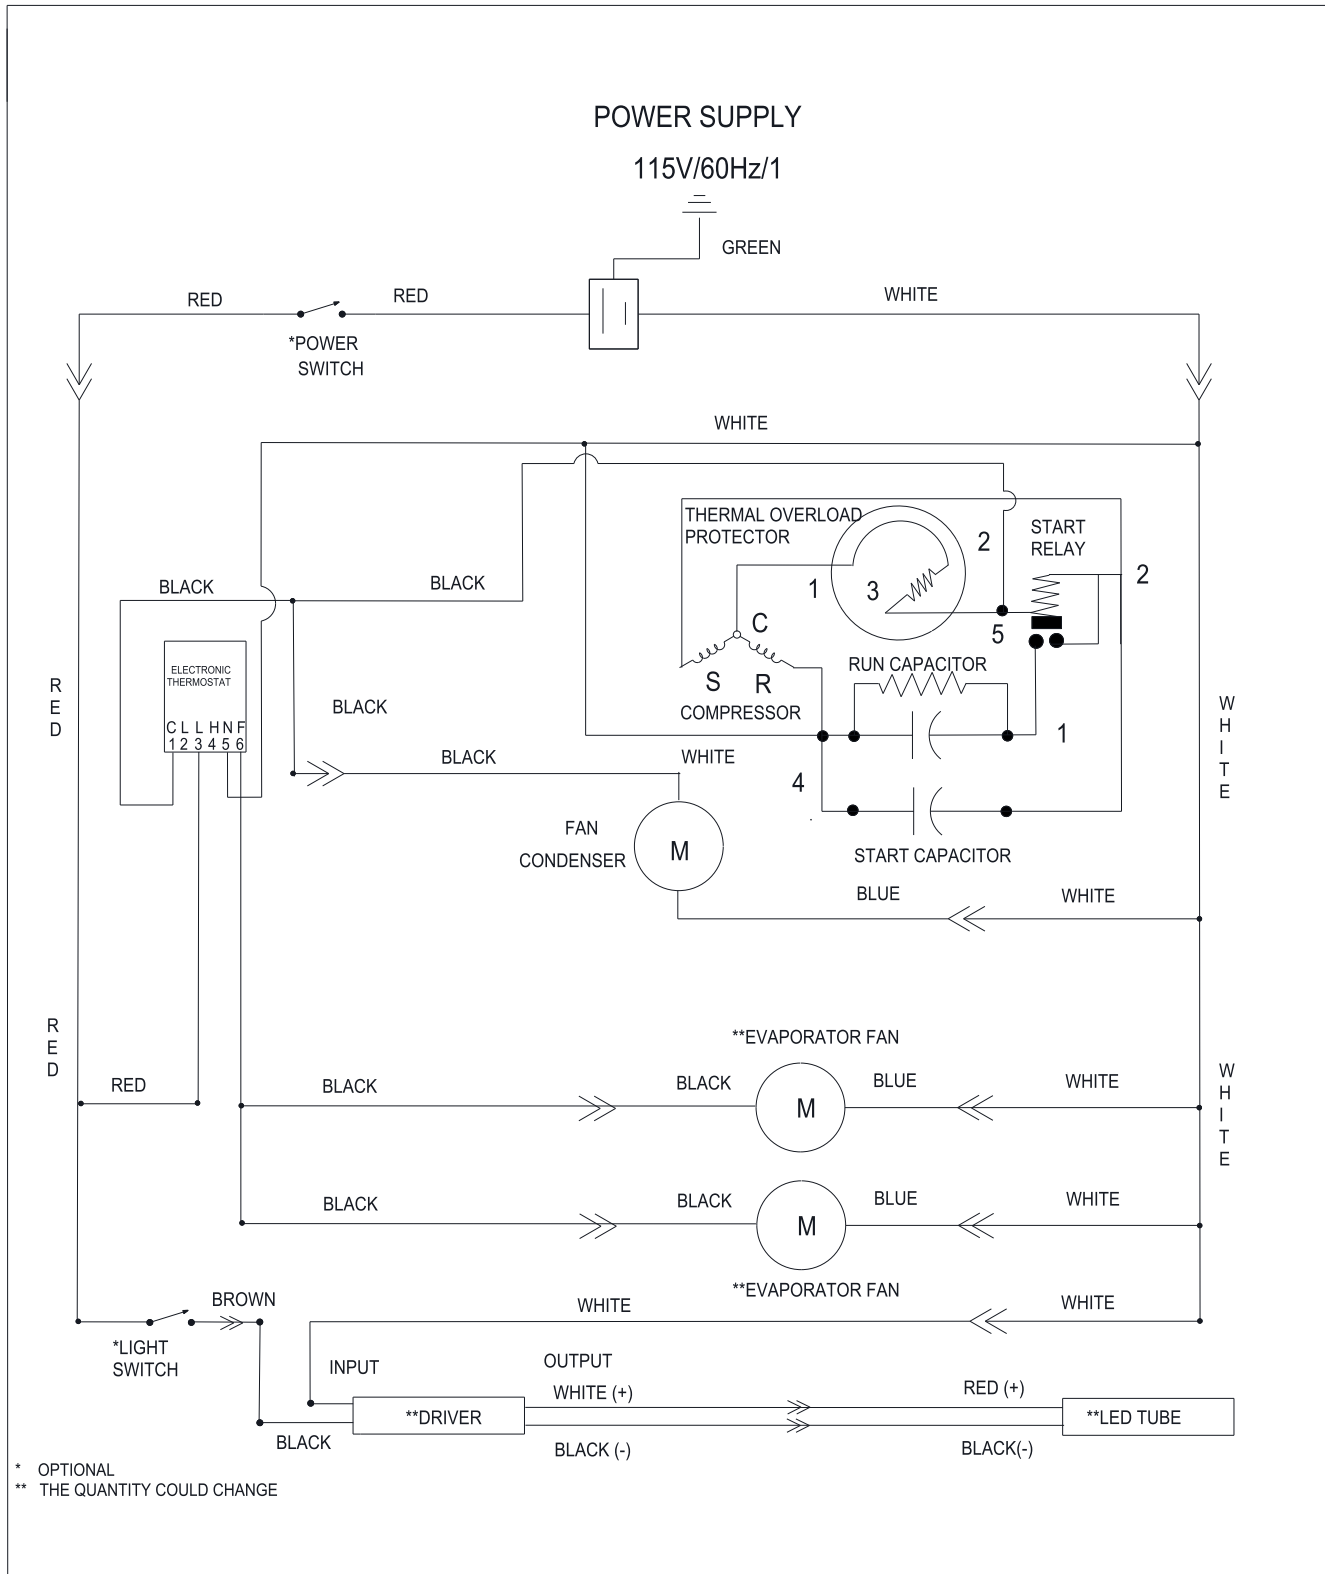 POWER SUPPLY
115V/60Hz/1
GREEN
RED
RED
WHITE
*POWER
SWITCH
WHITE
THERMAL OVERLOAD
PROTECTOR
2
START
RELAY
1
3
2
BLACK
BLACK
C
5
ELECTRONIC
THERMOSTAT
RUN CAPACITOR
S
R
COMPRESSOR
R
E
D
BLACK
C L L H N F
1 2 3 4 5 6
1
BLACK
WHITE
4
W
H
I
T
E
FAN
CONDENSER
M
START CAPACITOR
BLUE
WHITE
R
E
D
**EVAPORATOR FAN
RED
BLACK
BLACK
M
BLUE
WHITE
W
H
I
T
E
BLACK
BLACK
M
BLUE
WHITE
**EVAPORATOR FAN
BROWN
WHITE
WHITE
*LIGHT
SWITCH
INPUT
OUTPUT
WHITE (+)
RED (+)
**DRIVER
**LED TUBE
BLACK
BLACK (-)
BLACK(-)
* OPTIONAL
** THE QUANTITY COULD CHANGE